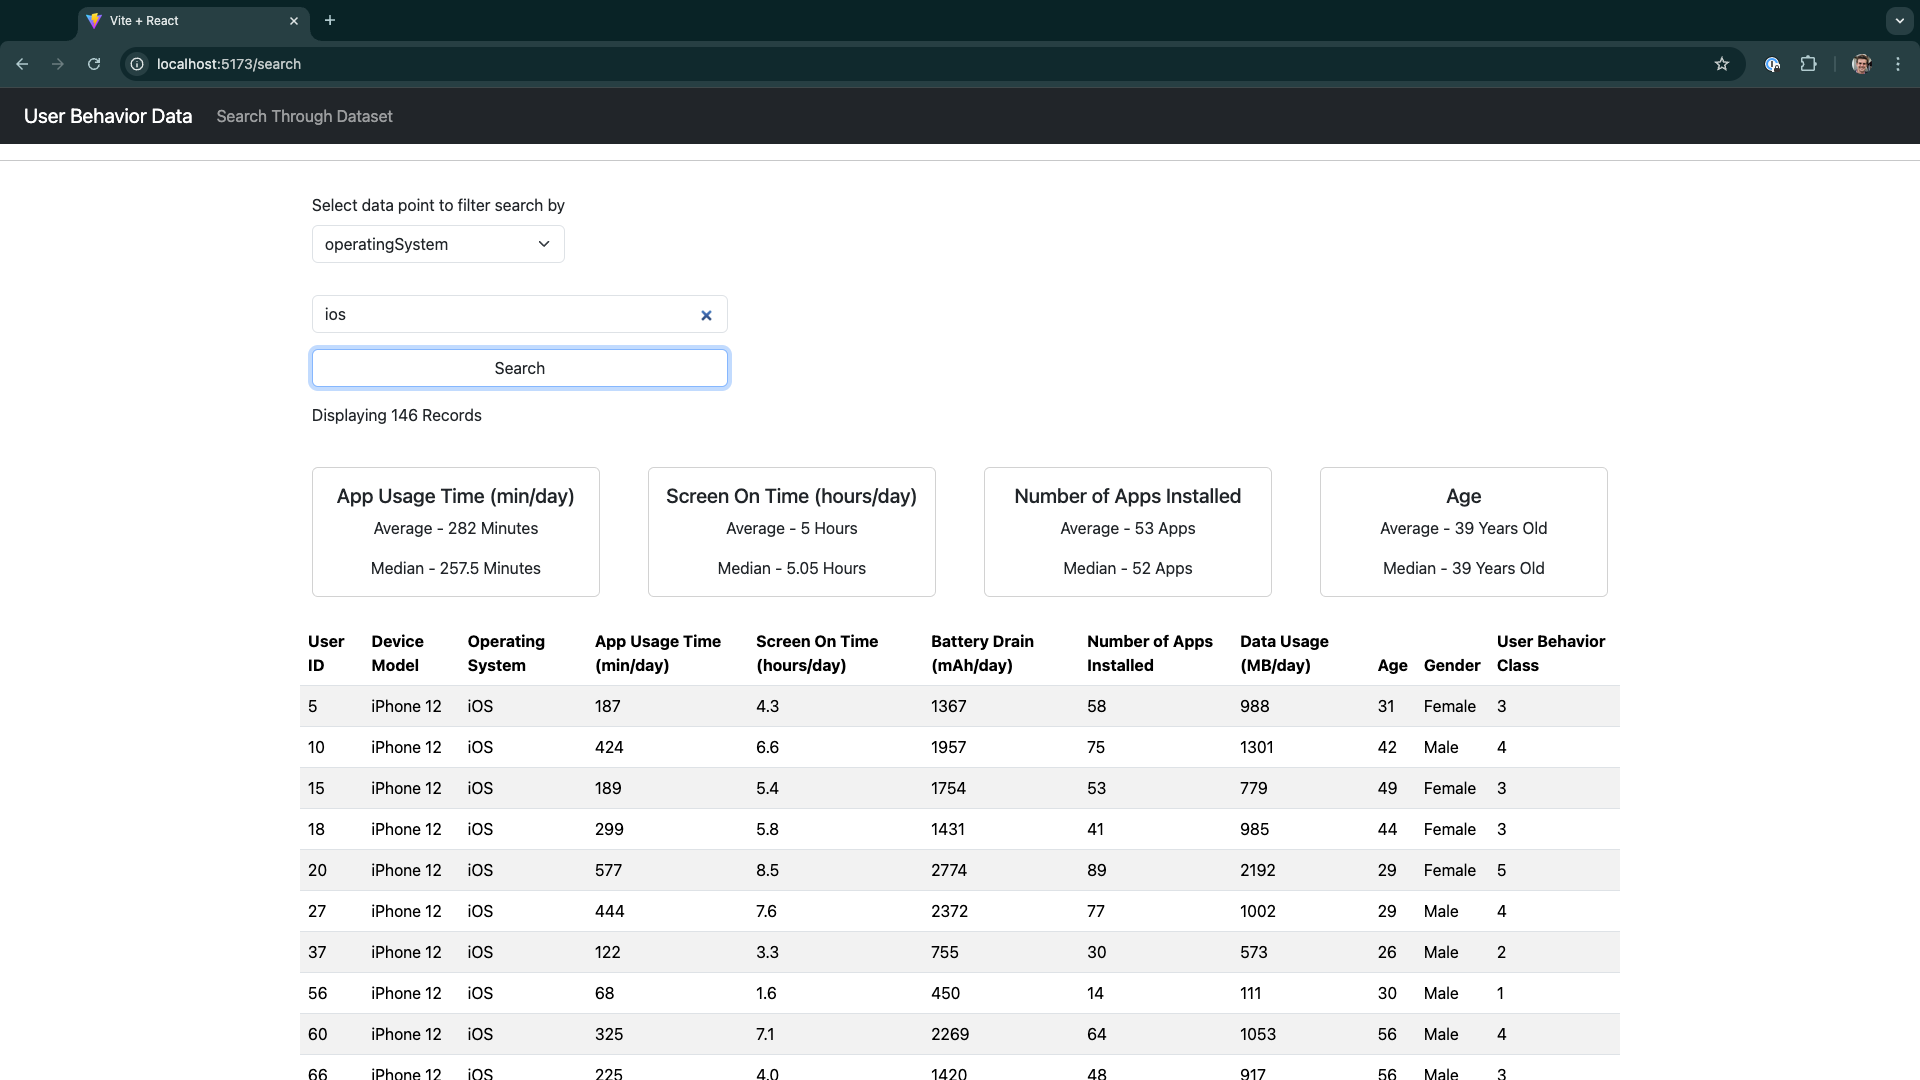 Vite + React
localhost:5173/search
User Behavior Data Search Through Dataset
Select data point to filter search by
operatingSystem
ios
Search
Displaying 146 Records
App Usage Time (min/day)
Average - 282 Minutes
Median - 257.5 Minutes
Screen On Time (hours/day)
Average - 5 Hours
Median - 5.05 Hours
Number of Apps Installed
Average - 53 Apps
Median - 52 Apps
Age
Average - 39 Years Old
Median - 39 Years Old
User ID Device Model Operating System App Usage Time (min/day) Screen On Time (hours/day) Battery Drain (mAh/day) Number of Apps Installed Data Usage (MB/day) Age Gender User Behavior Class
5 iPhone 12 iOS 187 4.3 1367 58 988 31 Female 3
10 iPhone 12 iOS 424 6.6 1957 75 1301 42 Male 4
15 iPhone 12 iOS 189 5.4 1754 53 779 49 Female 3
18 iPhone 12 iOS 299 5.8 1431 41 985 44 Female 3
20 iPhone 12 iOS 577 8.5 2774 89 2192 29 Female 5
27 iPhone 12 iOS 444 7.6 2372 77 1002 29 Male 4
37 iPhone 12 iOS 122 3.3 755 30 573 26 Male 2
56 iPhone 12 iOS 68 1.6 450 14 111 30 Male 1
60 iPhone 12 iOS 325 7.1 2269 64 1053 56 Male 4
66 iPhone 12 iOS 225 4.0 1420 48 917 56 Male 3